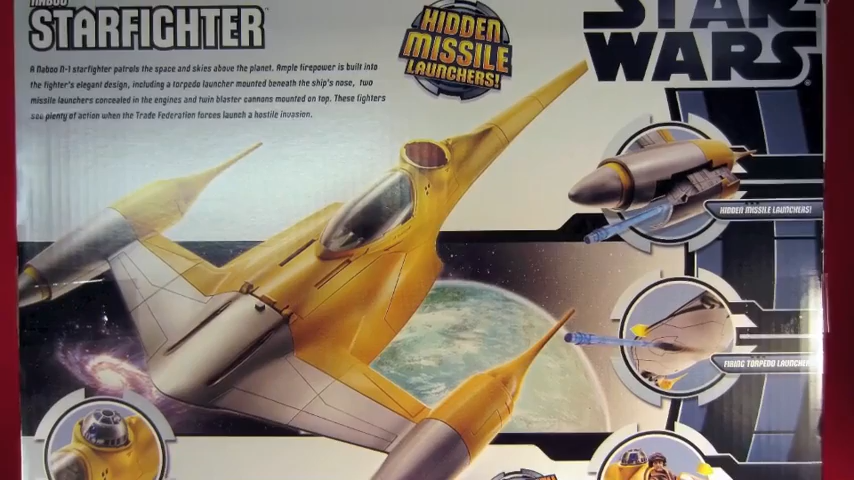 NABOO
STARFIGHTER
A Naboo N-1 starfighter patrols the space and skies above the planet. Ample firepower is built into
the fighter's elegant design, including a torpedo launcher mounted beneath the ship's nose, two
missile launchers concealed in the engines and twin blaster cannons mounted on top. These fighters
see plenty of action when the Trade Federation forces launch a hostile invasion.
HIDDEN
MISSILE
LAUNCHERS!
STAR
WARS
HIDDEN MISSILE LAUNCHERS!
FIRING TORPEDO LAUNCHER